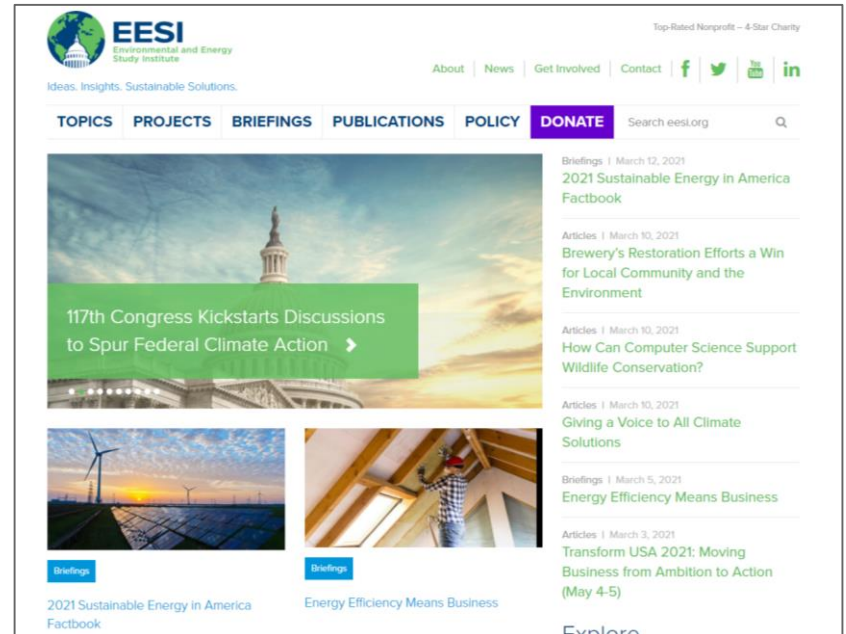 EESI
Environmental and Energy
Study Institute
Ideas. Insights. Sustainable Solutions.
Top-Rated Nonprofit – 4-Star Charity
About | News | Get Involved | Contact
f
You
Tube
in
TOPICS PROJECTS BRIEFINGS PUBLICATIONS POLICY DONATE Search eesi.org
117th Congress Kickstarts Discussions
to Spur Federal Climate Action
Briefings
2021 Sustainable Energy in America
Factbook
Briefings
Energy Efficiency Means Business
Briefings | March 12, 2021
2021 Sustainable Energy in America
Factbook
Articles | March 10, 2021
Brewery's Restoration Efforts a Win
for Local Community and the
Environment
Articles | March 10, 2021
How Can Computer Science Support
Wildlife Conservation?
Articles | March 10, 2021
Giving a Voice to All Climate
Solutions
Briefings | March 5, 2021
Energy Efficiency Means Business
Articles | March 3, 2021
Transform USA 2021: Moving
Business from Ambition to Action
(May 4-5)
Explore